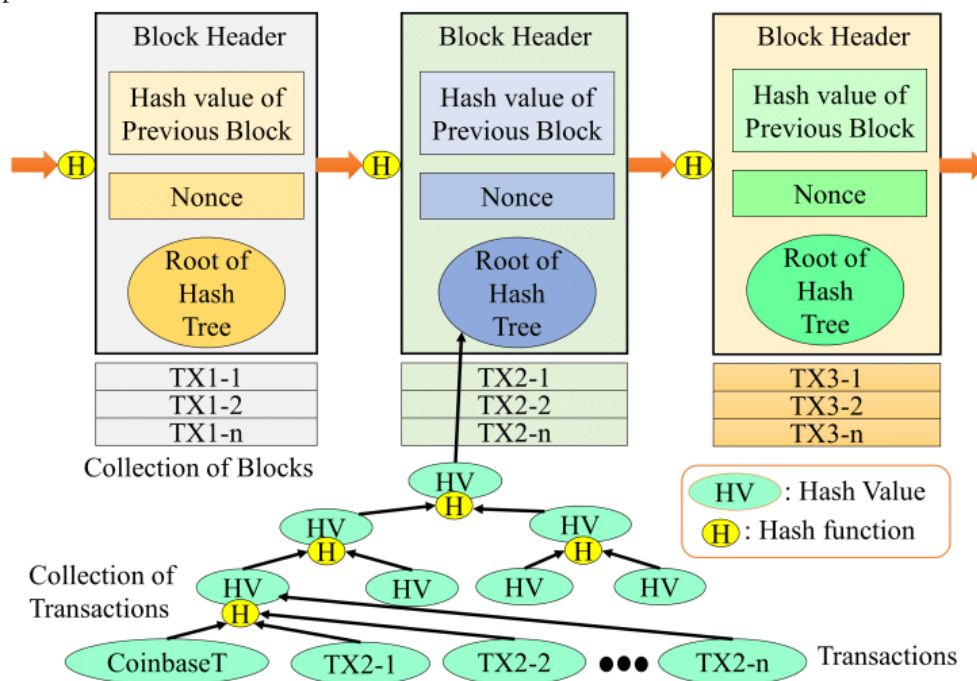 Block Header
Hash value of
Previous Block
Nonce
Root of
Hash
Tree
TX1-1
TX1-2
TX1-n
Block Header
Hash value of
Previous Block
Nonce
Root of
Hash
Tree
TX2-1
TX2-2
TX2-n
Block Header
Hash value of
Previous Block
Nonce
Root of
Hash
Tree
TX3-1
TX3-2
TX3-n
H
H
H
Collection of Blocks
HV
H
HV
H
HV
H
HV
HV
HV
HV
H
Collection of
Transactions
CoinbaseT
TX2-1
TX2-2
TX2-n
Transactions
HV : Hash Value
H : Hash function